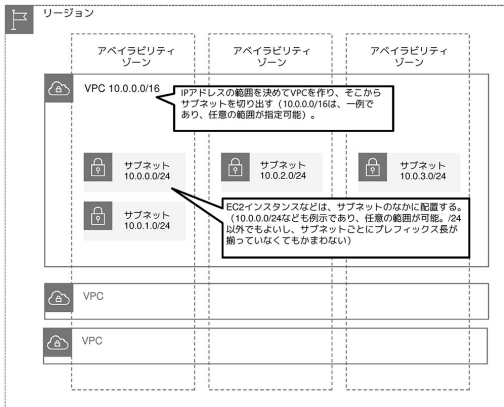 リージョン
アベイラビリティ
ゾーン
アベイラビリティ
ゾーン
アベイラビリティ
ゾーン
VPC 10.0.0.0/16
IPアドレスの範囲を決めてVPCを作り、そこから
サブネットを切り出す（10.0.0.0/16は、一例で
あり、任意の範囲が指定可能）。
サブネット
10.0.0.0/24
サブネット
10.0.2.0/24
サブネット
10.0.3.0/24
サブネット
10.0.1.0/24
EC2インスタンスなどは、サブネットのなかに配置する。
（10.0.0.0/24なども例示であり、任意の範囲が可能。/24
以外でもよいし、サブネットごとにプレフィックス長が
揃っていなくてもかまわない）
VPC
VPC